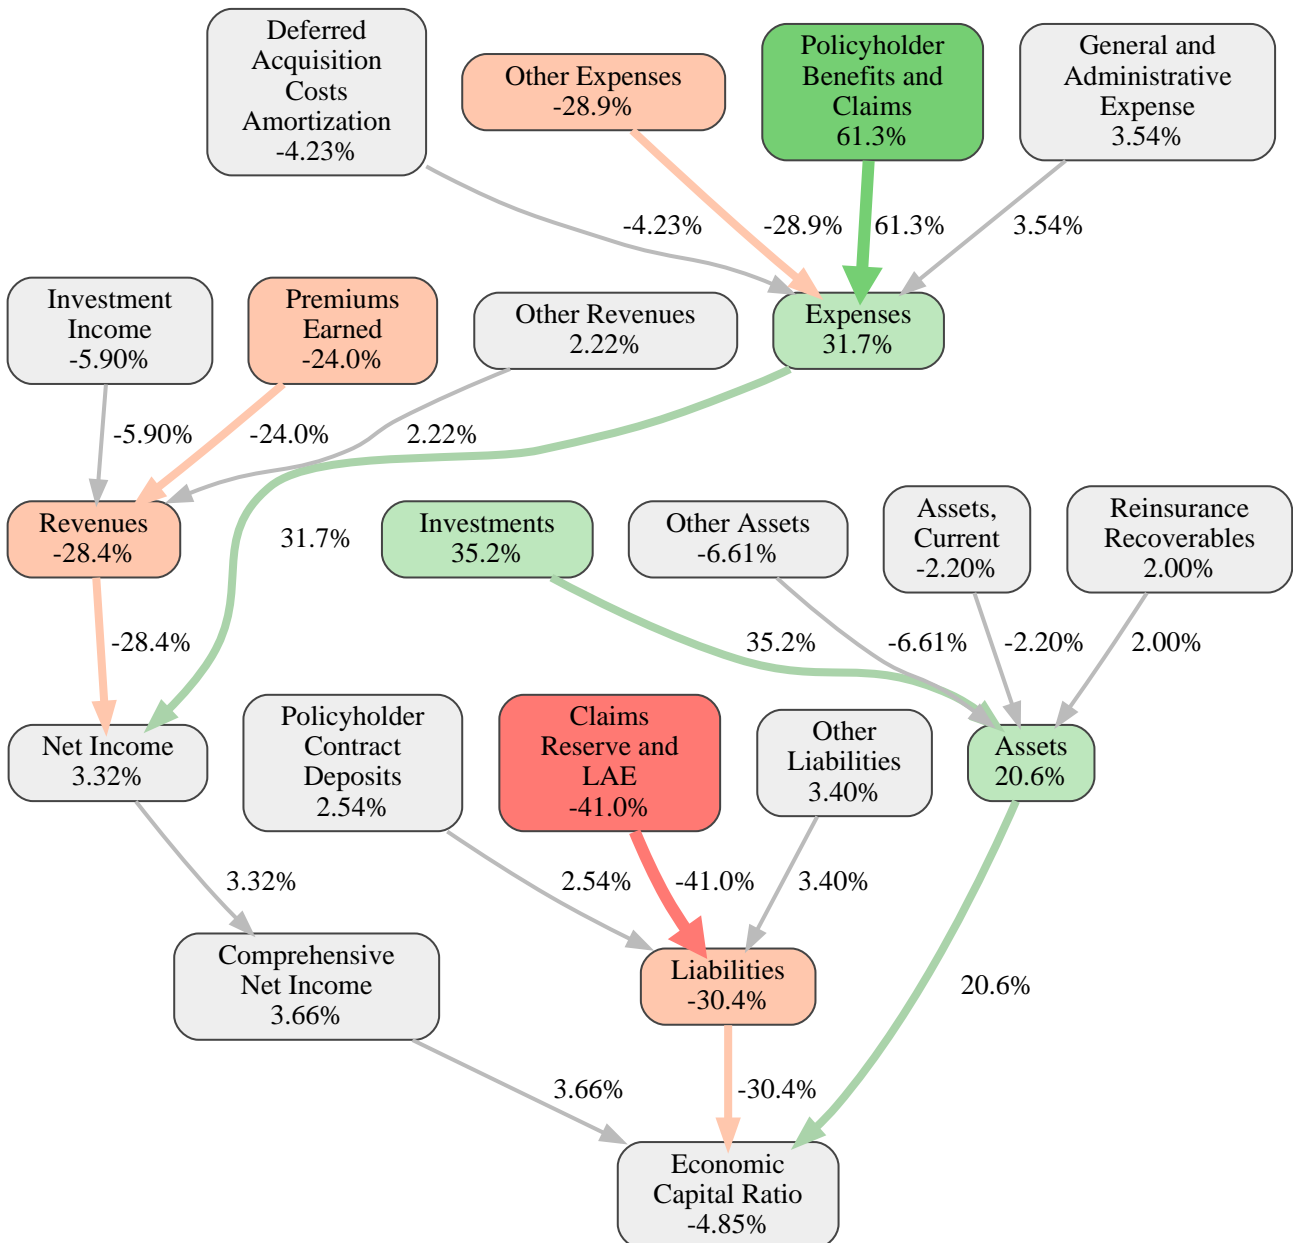 Deferred
Acquisition
Costs
Amortization
-4.23%
Other Expenses
-28.9%
Policyholder
Benefits and
Claims
61.3%
General and
Administrative
Expense
3.54%
-4.23%
-28.9%
61.3%
3.54%
Investment
Income
-5.90%
Premiums
Earned
-24.0%
Other Revenues
2.22%
Expenses
31.7%
-5.90%
-24.0%
2.22%
Revenues
-28.4%
31.7%
Investments
35.2%
Other Assets
-6.61%
Assets,
Current
-2.20%
Reinsurance
Recoverables
2.00%
-28.4%
35.2%
-6.61%
-2.20%
2.00%
Net Income
3.32%
Policyholder
Contract
Deposits
2.54%
Claims
Reserve and
LAE
-41.0%
Other
Liabilities
3.40%
Assets
20.6%
3.32%
2.54%
-41.0%
3.40%
Comprehensive
Net Income
3.66%
Liabilities
-30.4%
20.6%
3.66%
-30.4%
Economic
Capital Ratio
-4.85%